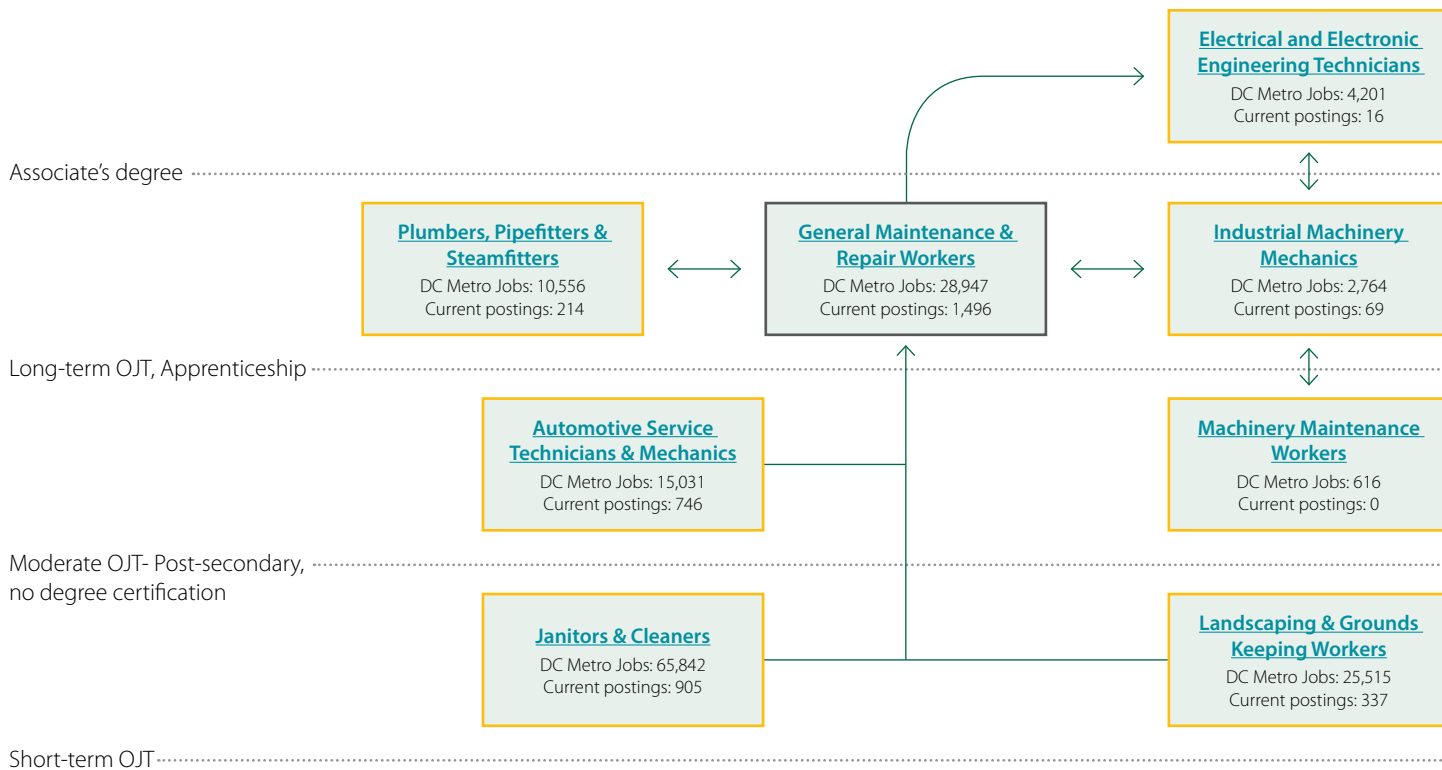 Electrical and Electronic
Engineering Technicians
DC Metro Jobs: 4,201
Current postings: 16
Associate's degree
Plumbers, Pipefitters &
Steamfitters
DC Metro Jobs: 10,556
Current postings: 214
General Maintenance &
Repair Workers
DC Metro Jobs: 28,947
Current postings: 1,496
Industrial Machinery
Mechanics
DC Metro Jobs: 2,764
Current postings: 69
Long-term OJT, Apprenticeship
Automotive Service
Technicians & Mechanics
DC Metro Jobs: 15,031
Current postings: 746
Machinery Maintenance
Workers
DC Metro Jobs: 616
Current postings: 0
Moderate OJT- Post-secondary,
no degree certification
Janitors & Cleaners
DC Metro Jobs: 65,842
Current postings: 905
Landscaping & Grounds
Keeping Workers
DC Metro Jobs: 25,515
Current postings: 337
Short-term OJT